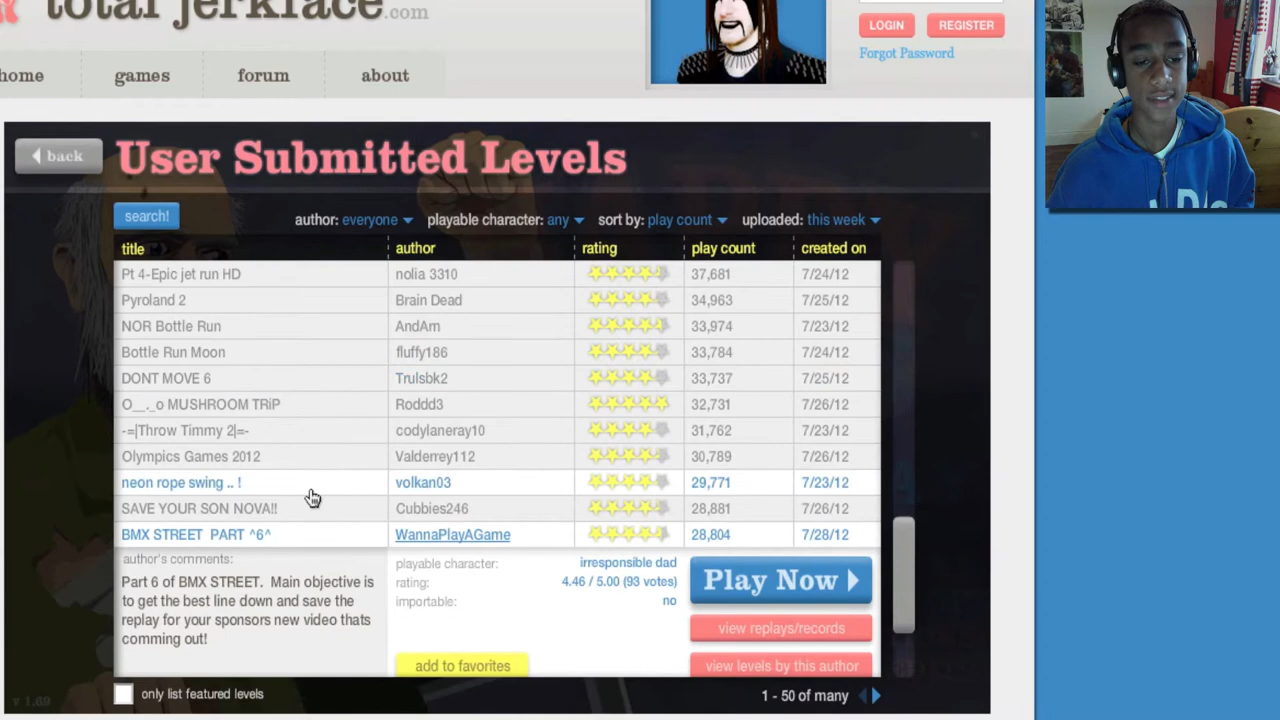 total jerkface.com
LOGIN REGISTER
Forgot Password
home games forum about
back User Submitted Levels
search! author: everyone playable character: any sort by: play count uploaded: this week
title author rating play count created on
Pt 4-Epic jet run HD nolia 3310 37,681 7/24/12
Pyroland 2 Brain Dead 34,963 7/25/12
NOR Bottle Run AndAm 33,974 7/23/12
Bottle Run Moon fluffy186 33,784 7/24/12
DONT MOVE 6 Trulsbk2 33,737 7/25/12
O__._o MUSHROOM TRiP Roddd3 32,731 7/26/12
-=|Throw Timmy 2|=- codylaneray10 31,762 7/23/12
Olympics Games 2012 Valderrey112 30,789 7/26/12
neon rope swing .. ! volkan03 29,771 7/23/12
SAVE YOUR SON NOVA!! Cubbies246 28,881 7/26/12
BMX STREET PART ^6^ WannaPlayAGame 28,804 7/28/12
author's comments:
Part 6 of BMX STREET. Main objective is
to get the best line down and save the
replay for your sponsors new video thats
comming out!
playable character: irresponsible dad
rating: 4.46 / 5.00 (93 votes)
importable: no
add to favorites
Play Now
view replays/records
view levels by this author
only list featured levels
1 - 50 of many
v 1.69